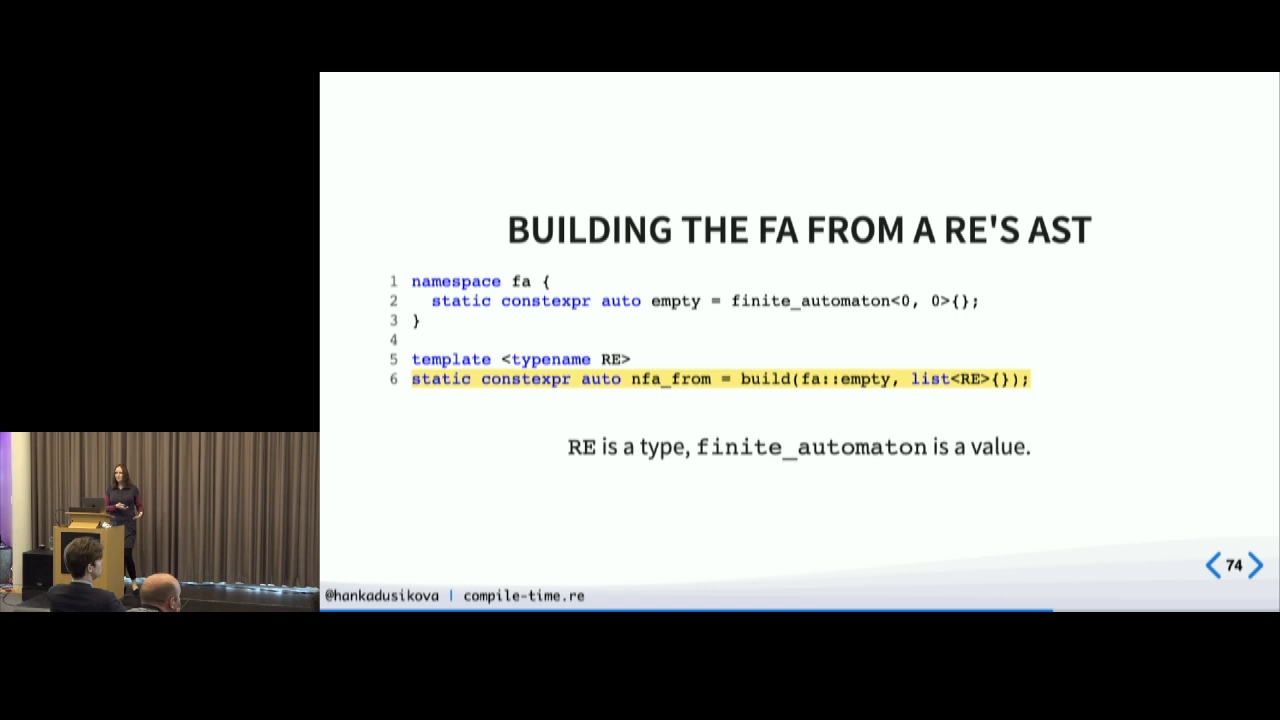 BUILDING THE FA FROM A RE'S AST
1 namespace fa {
2   static constexpr auto empty = finite_automaton<0, 0>{};
3 }
4
5 template <typename RE>
6 static constexpr auto nfa_from = build(fa::empty, list<RE>{});
RE is a type, finite_automaton is a value.
74
@hankadusikova | compile-time.re